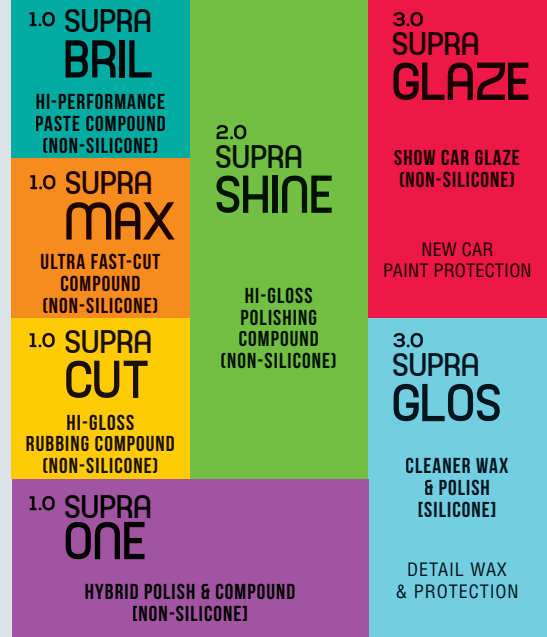 1.0 SUPRA
BRIL
HI-PERFORMANCE
PASTE COMPOUND
(NON-SILICONE)
1.0 SUPRA
MAX
ULTRA FAST-CUT
COMPOUND
(NON-SILICONE)
1.0 SUPRA
CUT
HI-GLOSS
RUBBING COMPOUND
(NON-SILICONE)
1.0 SUPRA
ONE
HYBRID POLISH & COMPOUND
[NON-SILICONE]
2.0
SUPRA
SHINE
HI-GLOSS
POLISHING
COMPOUND
(NON-SILICONE)
3.0
SUPRA
GLAZE
SHOW CAR GLAZE
(NON-SILICONE)
NEW CAR
PAINT PROTECTION
3.0
SUPRA
GLOS
CLEANER WAX
& POLISH
[SILICONE]
DETAIL WAX
& PROTECTION